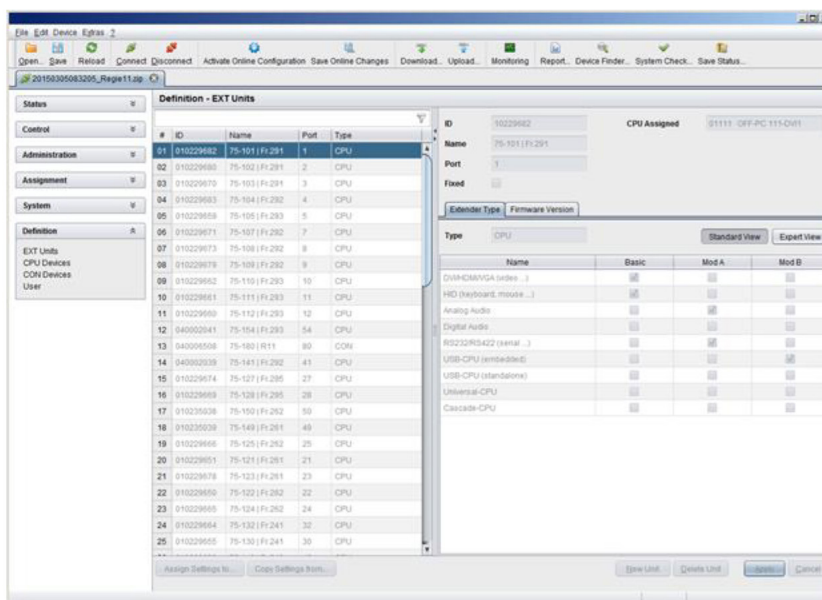 File Edit Device Extras ?
Open... Save Reload Connect Disconnect Activate Online Configuration Save Online Changes Download... Upload... Monitoring Report... Device Finder... System Check... Save Status...
20150305083205_Regie11.zip
Status
Control
Administration
Assignment
System
Definition
EXT Units
CPU Devices
CON Devices
User
Definition - EXT Units
# ID Name Port Type
01 010229682 75-101 | Fr.291 1 CPU
02 010229680 75-102 | Fr.291 2 CPU
03 010229670 75-103 | Fr.291 3 CPU
04 010229683 75-104 | Fr.292 4 CPU
05 010229659 75-105 | Fr.293 5 CPU
06 010229671 75-107 | Fr.292 7 CPU
07 010229673 75-108 | Fr.292 8 CPU
08 010229679 75-109 | Fr.292 9 CPU
09 010229662 75-110 | Fr.293 10 CPU
10 010229661 75-111 | Fr.293 11 CPU
11 010229660 75-112 | Fr.293 12 CPU
12 040002041 75-154 | Fr.293 54 CPU
13 040006508 75-180 | R11 80 CON
14 040002039 75-141 | Fr.292 41 CPU
15 010229674 75-127 | Fr.295 27 CPU
16 010229669 75-128 | Fr.295 28 CPU
17 010235038 75-150 | Fr.262 50 CPU
18 010235039 75-149 | Fr.261 49 CPU
19 010229666 75-125 | Fr.262 25 CPU
20 010229651 75-121 | Fr.261 21 CPU
21 010229678 75-123 | Fr.261 23 CPU
22 010229650 75-122 | Fr.262 22 CPU
23 010229665 75-124 | Fr.262 24 CPU
24 010229664 75-132 | Fr.241 32 CPU
25 010229655 75-130 | Fr.241 30 CPU
Assign Settings to... Copy Settings from...
ID 10229682 CPU Assigned 01111 OFF-PC 111-DVI1
Name 75-101 | Fr.291
Port 1
Fixed
Extender Type Firmware Version
Type CPU Standard View Expert View
Name Basic Mod A Mod B
DVI/HDMI/VGA (video ...)
HID (keyboard, mouse ...)
Analog Audio
Digital Audio
RS232/RS422 (serial ...)
USB-CPU (embedded)
USB-CPU (standalone)
Universal-CPU
Cascade-CPU
New Unit Delete Unit Apply Cancel